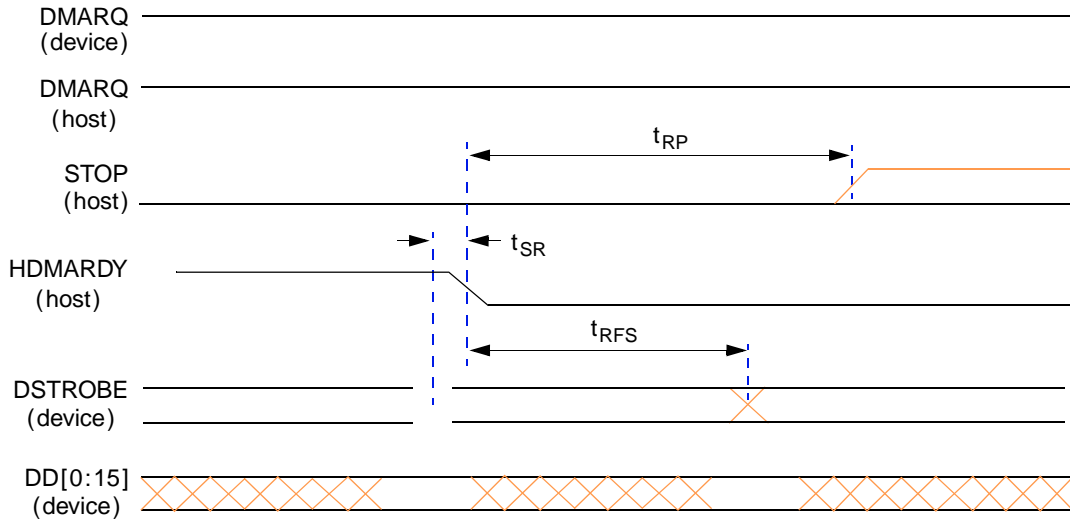 DMARQ
(device)
DMARQ
(host)
tRP
STOP
(host)
tSR
HDMARDY
(host)
tRFS
DSTROBE
(device)
DD[0:15]
(device)